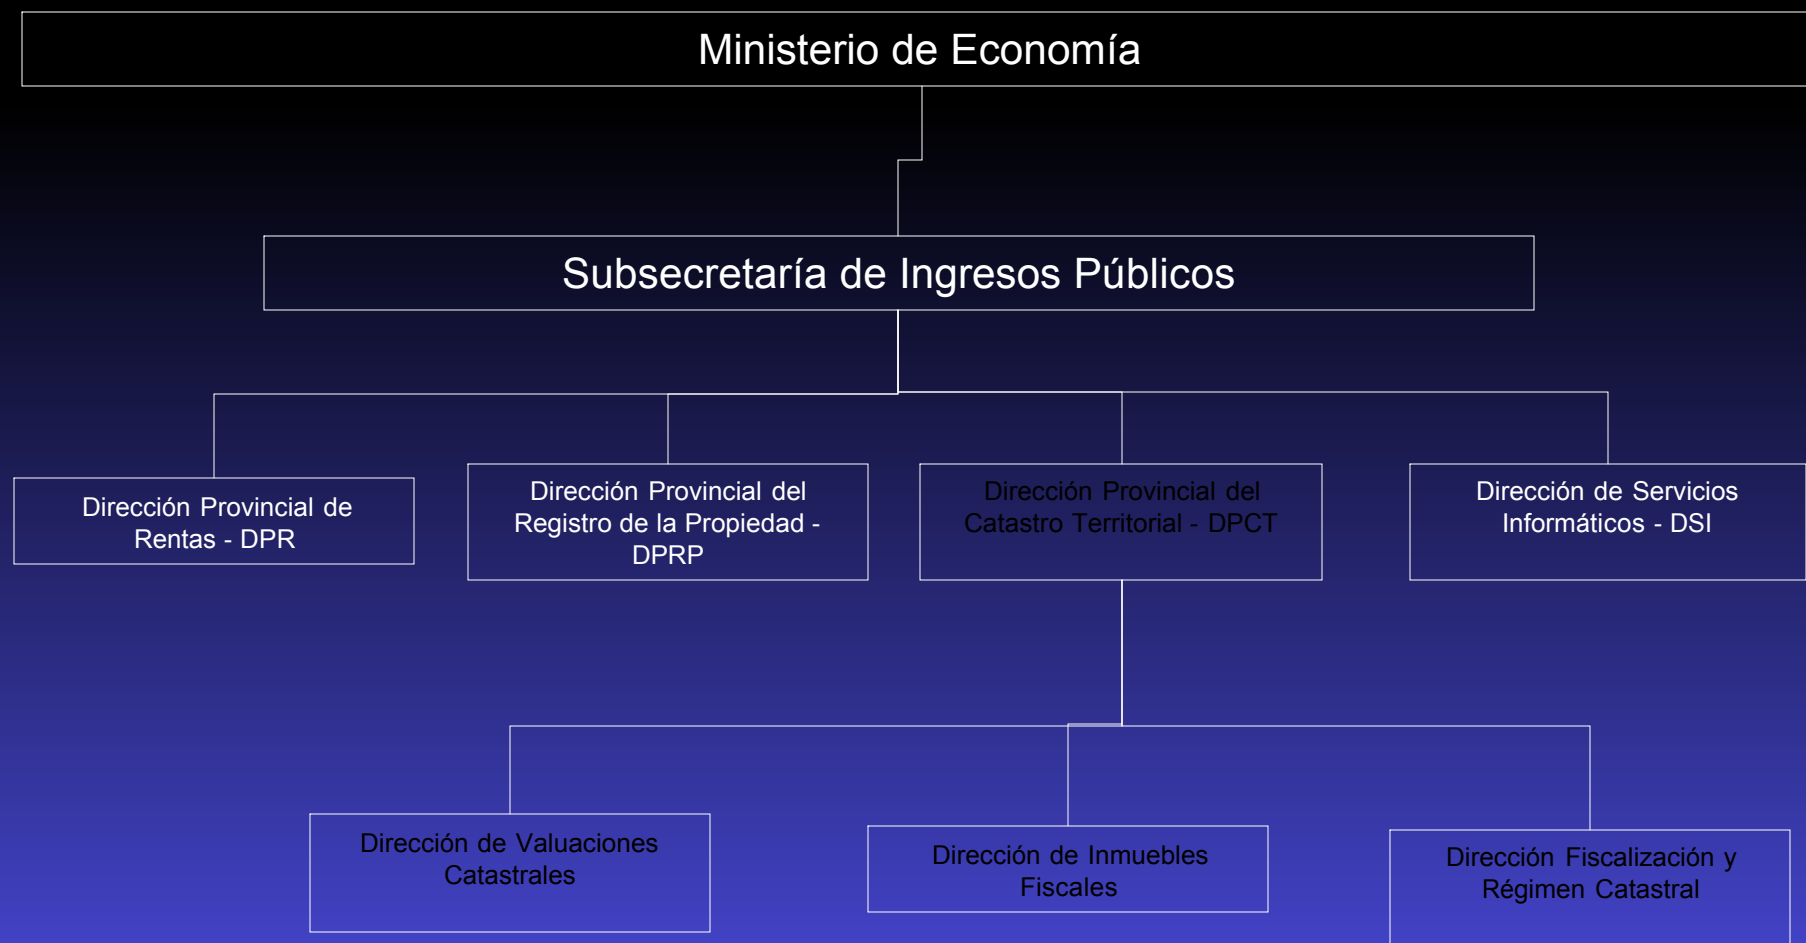 Ministerio de Economía
Subsecretaría de Ingresos Públicos
Dirección Provincial de
Rentas - DPR
Dirección Provincial del
Registro de la Propiedad -
DPRP
Dirección Provincial del
Catastro Territorial - DPCT
Dirección de Servicios
Informáticos - DSI
Dirección de Valuaciones
Catastrales
Dirección de Inmuebles
Fiscales
Dirección Fiscalización y
Régimen Catastral